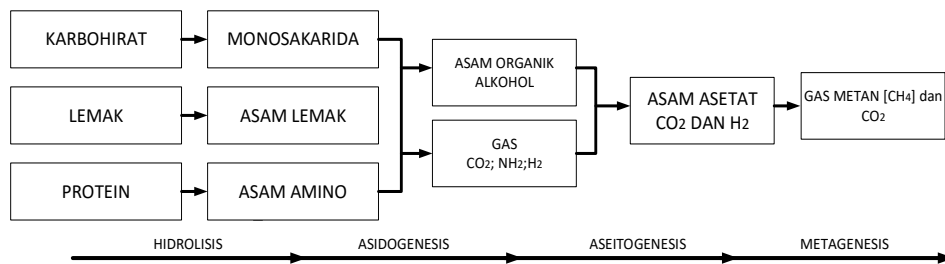 KARBOHIRAT
MONOSAKARIDA
LEMAK
ASAM LEMAK
PROTEIN
ASAM AMINO
ASAM ORGANIK
ALKOHOL
GAS
CO₂; NH₂;H₂
ASAM ASETAT
CO₂ DAN H₂
GAS METAN [CH₄] dan
CO₂
HIDROLISIS
ASIDOGENESIS
ASEITOGENESIS
METAGENESIS